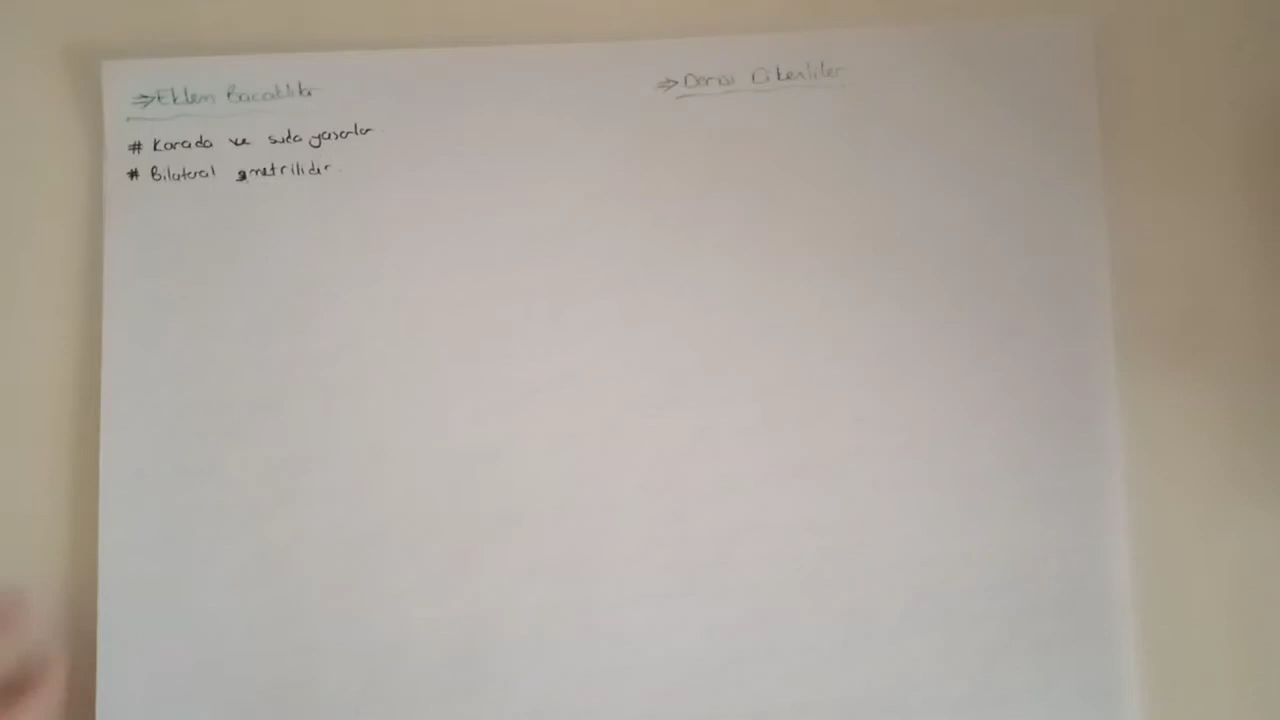 ⇒ Eklem Bacaklılar
# Karada ve suda yaşarlar
# Bilateral simetrilidir.
⇒ Derisi Dikenliler